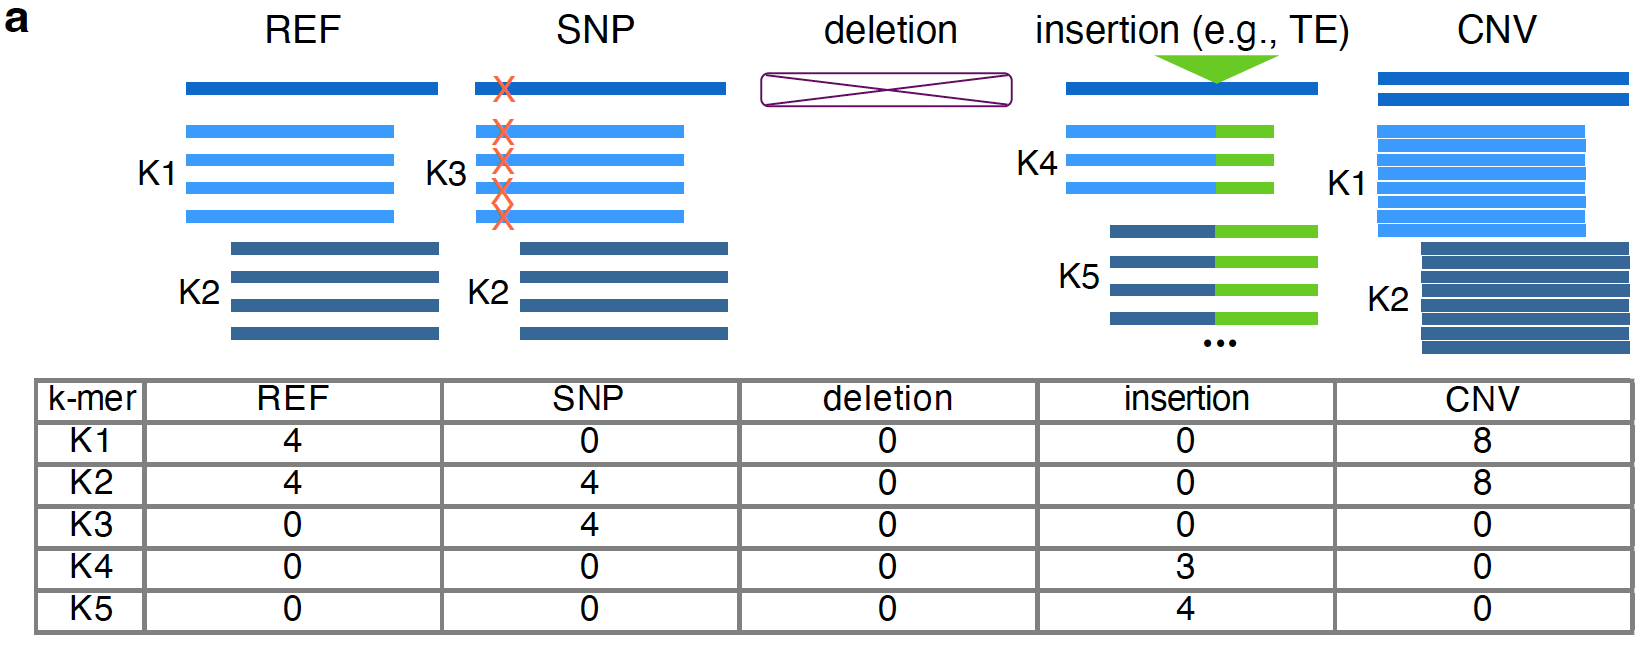 a
REF SNP deletion insertion (e.g., TE) CNV
X
X
X
X
X
K1 K3 K4 K1
K2 K2 K5 K2
...
k-mer REF SNP deletion insertion CNV
K1 4 0 0 0 8
K2 4 4 0 0 8
K3 0 4 0 0 0
K4 0 0 0 3 0
K5 0 0 0 4 0